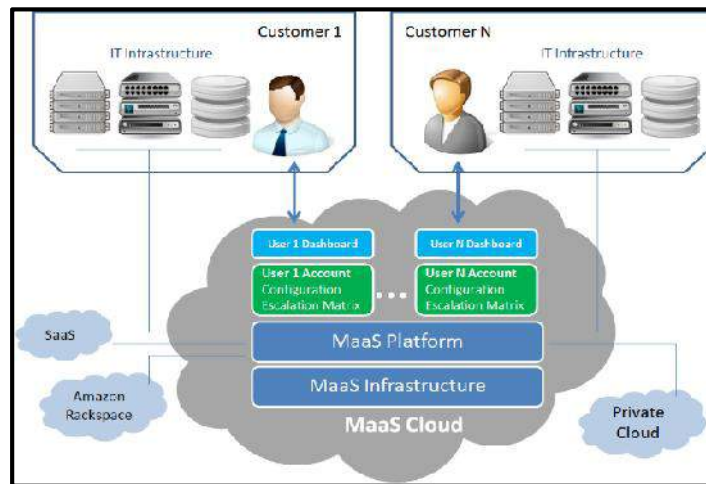 Customer 1
IT Infrastructure
Customer N
IT Infrastructure
User 1 Dashboard
User 1 Account
Configuration
Escalation Matrix
...
User N Dashboard
User N Account
Configuration
Escalation Matrix
MaaS Platform
MaaS Infrastructure
MaaS Cloud
SaaS
Amazon
Rackspace
Private
Cloud